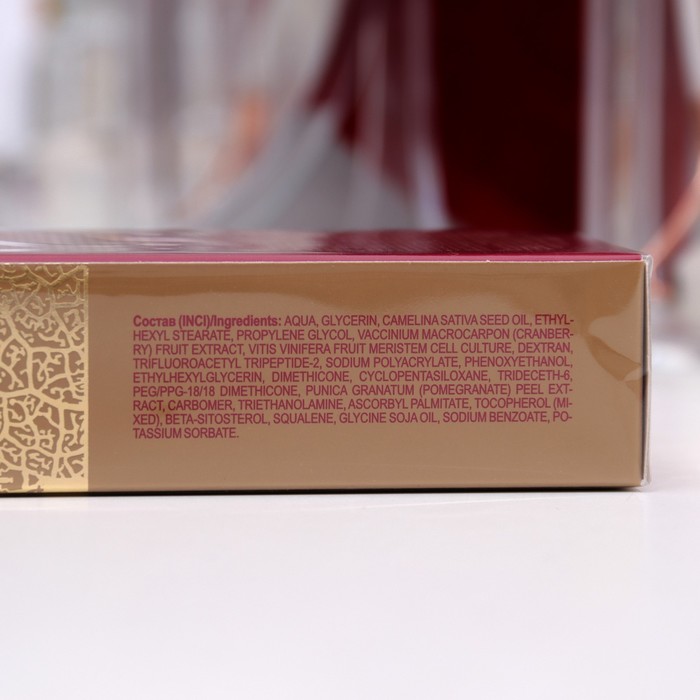 Состав (INCI)/Ingredients: AQUA, GLYCERIN, CAMELINA SATIVA SEED OIL, ETHYL-
HEXYL STEARATE, PROPYLENE GLYCOL, VACCINIUM MACROCARPON (CRANBER-
RY) FRUIT EXTRACT, VITIS VINIFERA FRUIT MERISTEM CELL CULTURE, DEXTRAN,
TRIFLUOROACETYL TRIPEPTIDE-2, SODIUM POLYACRYLATE, PHENOXYETHANOL,
ETHYLHEXYLGLYCERIN, DIMETHICONE, CYCLOPENTASILOXANE, TRIDECETH-6,
PEG/PPG-18/18 DIMETHICONE, PUNICA GRANATUM (POMEGRANATE) PEEL EXT-
RACT, CARBOMER, TRIETHANOLAMINE, ASCORBYL PALMITATE, TOCOPHEROL (MI-
XED), BETA-SITOSTEROL, SQUALENE, GLYCINE SOJA OIL, SODIUM BENZOATE, PO-
TASSIUM SORBATE.